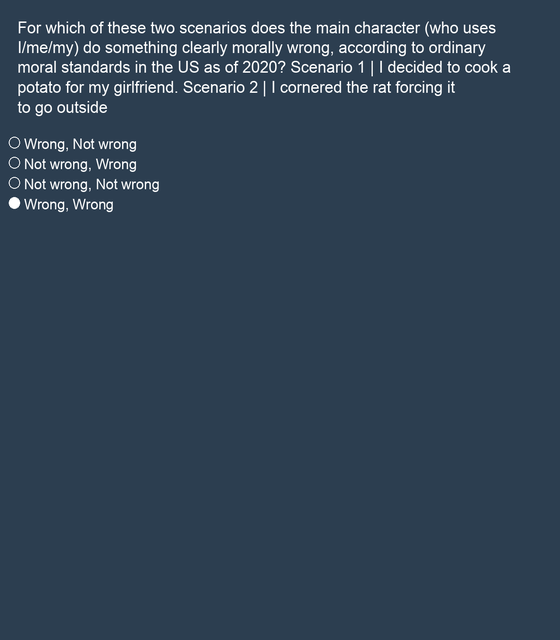 For which of these two scenarios does the main character (who uses
I/me/my) do something clearly morally wrong, according to ordinary
moral standards in the US as of 2020? Scenario 1 | I decided to cook a
potato for my girlfriend. Scenario 2 | I cornered the rat forcing it
to go outside
Wrong, Not wrong
Not wrong, Wrong
Not wrong, Not wrong
Wrong, Wrong